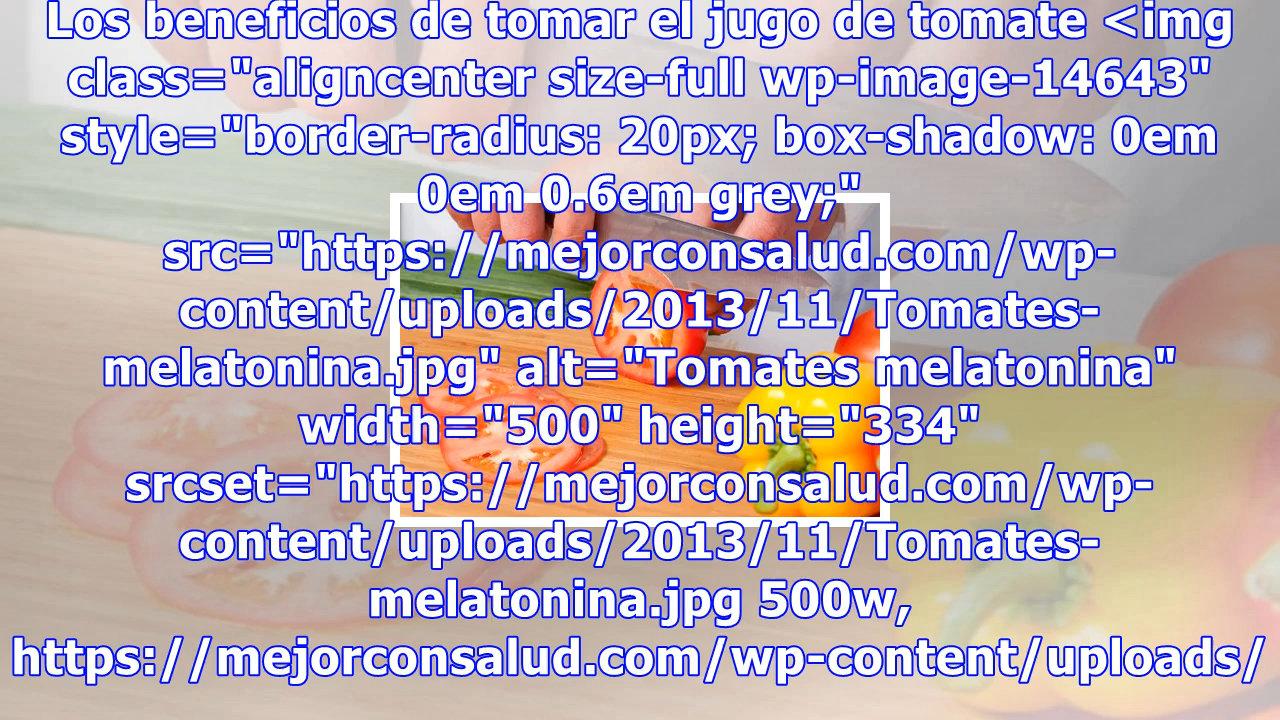 Los beneficios de tomar el jugo de tomate <img
class="aligncenter size-full wp-image-14643"
style="border-radius: 20px; box-shadow: 0em
0em 0.6em grey;"
src="https://mejorconsalud.com/wp-
content/uploads/2013/11/Tomates-
melatonina.jpg" alt="Tomates melatonina"
width="500" height="334"
srcset="https://mejorconsalud.com/wp-
content/uploads/2013/11/Tomates-
melatonina.jpg 500w,
https://mejorconsalud.com/wp-content/uploads/